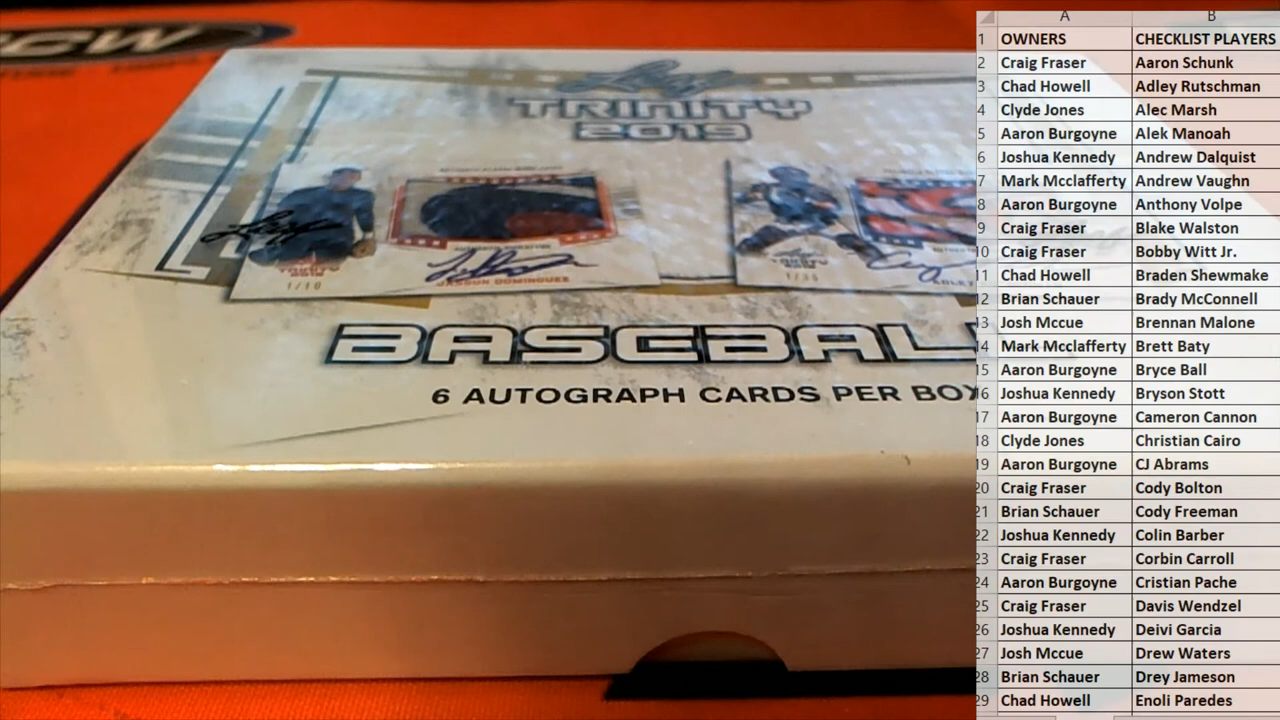 CW
Leaf
TRINITY
2019
Leaf
1/10
JASSON DOMINGUEZ
BASEBAL
6 AUTOGRAPH CARDS PER BOX
A B
1 OWNERS CHECKLIST PLAYERS
2 Craig Fraser Aaron Schunk
3 Chad Howell Adley Rutschman
4 Clyde Jones Alec Marsh
5 Aaron Burgoyne Alek Manoah
6 Joshua Kennedy Andrew Dalquist
7 Mark Mcclafferty Andrew Vaughn
8 Aaron Burgoyne Anthony Volpe
9 Craig Fraser Blake Walston
10 Craig Fraser Bobby Witt Jr.
11 Chad Howell Braden Shewmake
12 Brian Schauer Brady McConnell
13 Josh Mccue Brennan Malone
14 Mark Mcclafferty Brett Baty
15 Aaron Burgoyne Bryce Ball
16 Joshua Kennedy Bryson Stott
17 Aaron Burgoyne Cameron Cannon
18 Clyde Jones Christian Cairo
19 Aaron Burgoyne CJ Abrams
20 Craig Fraser Cody Bolton
21 Brian Schauer Cody Freeman
22 Joshua Kennedy Colin Barber
23 Craig Fraser Corbin Carroll
24 Aaron Burgoyne Cristian Pache
25 Craig Fraser Davis Wendzel
26 Joshua Kennedy Deivi Garcia
27 Josh Mccue Drew Waters
28 Brian Schauer Drey Jameson
29 Chad Howell Enoli Paredes